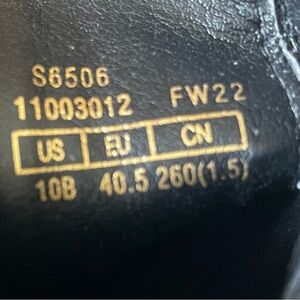 S6506
11003012 FW22
US EU CN
10B 40.5 260(1.5)